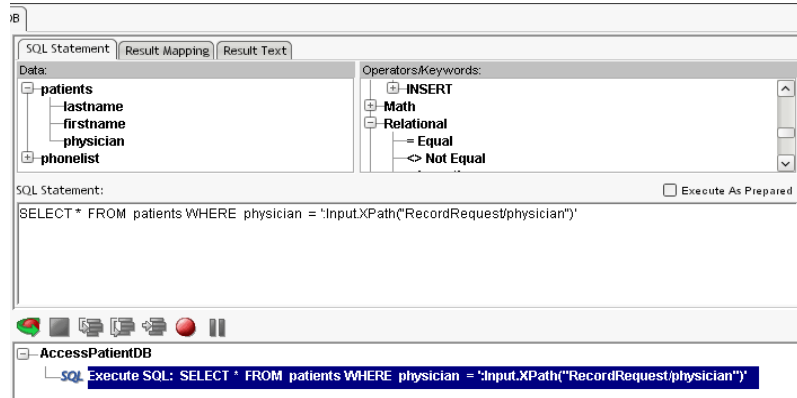 DB
SQL Statement Result Mapping Result Text
Data:
patients
lastname
firstname
physician
phonelist
Operators/Keywords:
INSERT
Math
Relational
= Equal
<> Not Equal
SQL Statement:
Execute As Prepared
SELECT * FROM patients WHERE physician = ':Input.XPath("RecordRequest/physician")'
AccessPatientDB
SQL Execute SQL: SELECT * FROM patients WHERE physician = ':Input.XPath("RecordRequest/physician")'